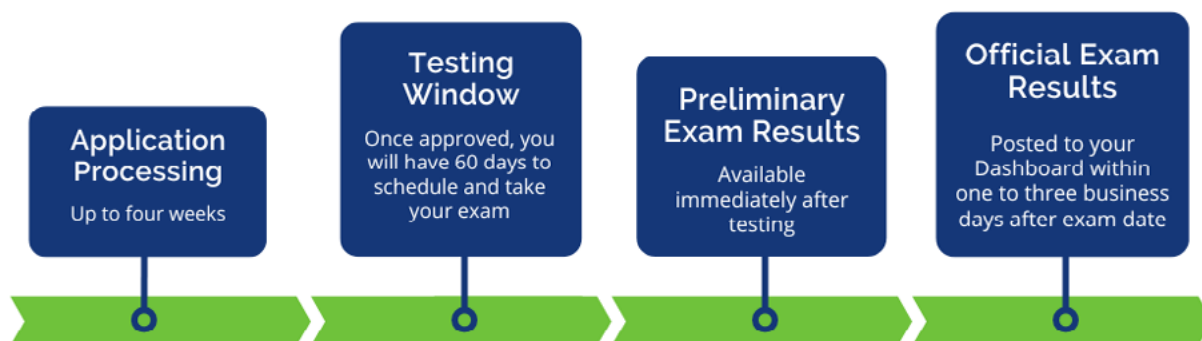 Application
Processing
Up to four weeks
Testing
Window
Once approved, you
will have 60 days to
schedule and take
your exam
Preliminary
Exam Results
Available
immediately after
testing
Official Exam
Results
Posted to your
Dashboard within
one to three business
days after exam date